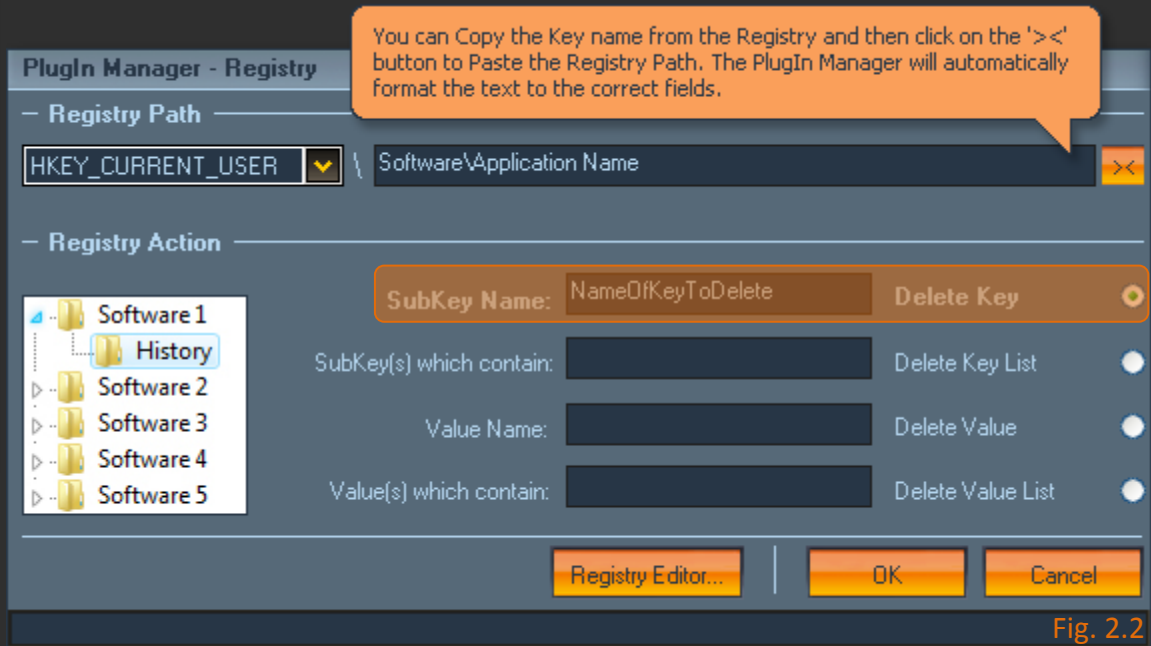 You can Copy the Key name from the Registry and then click on the '><'
button to Paste the Registry Path. The PlugIn Manager will automatically
format the text to the correct fields.
PlugIn Manager - Registry
Registry Path
HKEY_CURRENT_USER \ Software\Application Name ><
Registry Action
SubKey Name: NameOfKeyToDelete Delete Key
SubKey(s) which contain: Delete Key List
Value Name: Delete Value
Value(s) which contain: Delete Value List
Software 1
History
Software 2
Software 3
Software 4
Software 5
Registry Editor... OK Cancel
Fig. 2.2